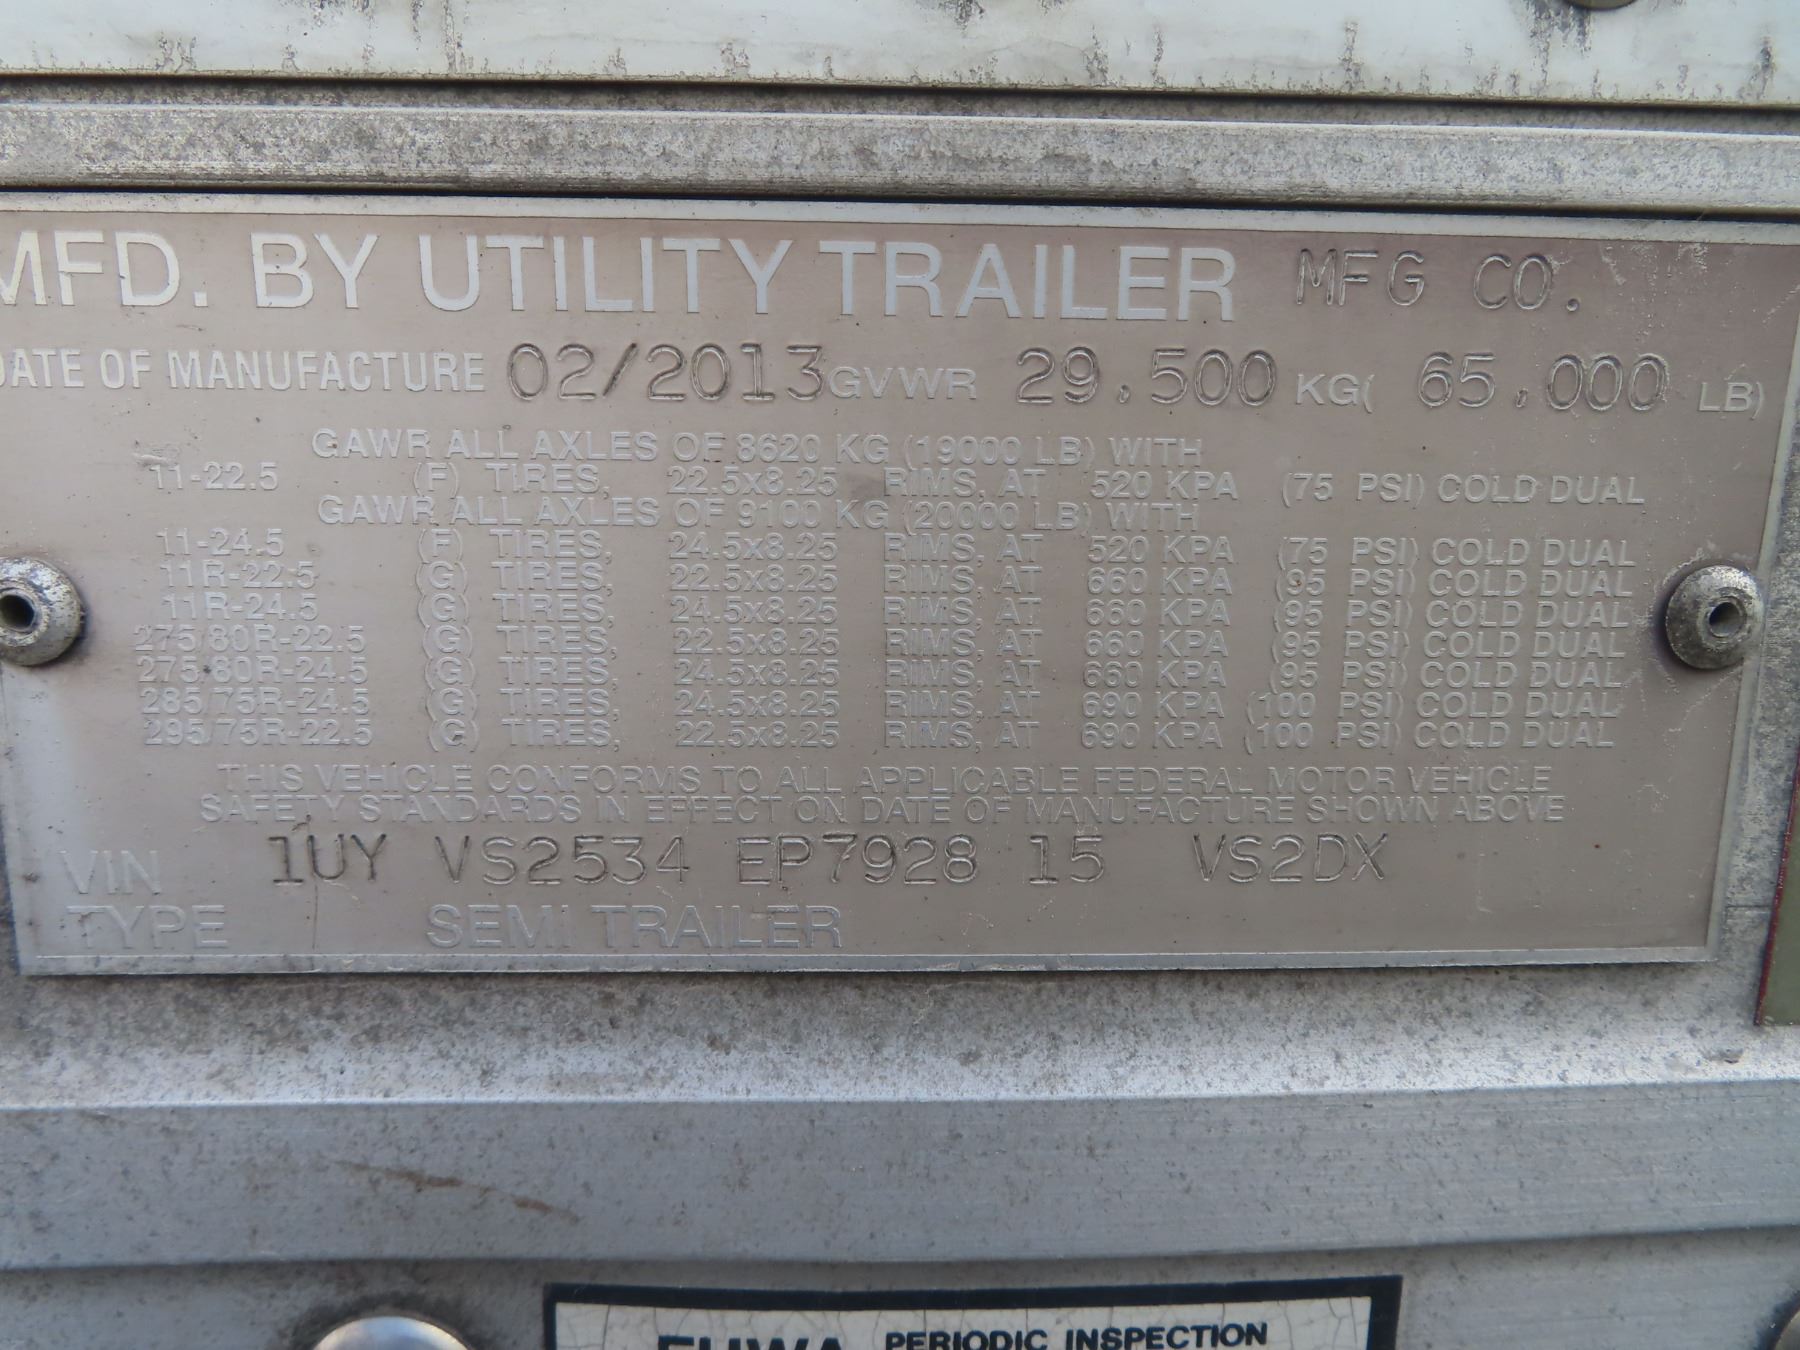 MFD. BY UTILITY TRAILER MFG CO.
DATE OF MANUFACTURE 02/2013 GVWR 29,500 KG( 65,000 LB)
GAWR ALL AXLES OF 8620 KG (19000 LB) WITH
11-22.5 (F) TIRES, 22.5x8.25 RIMS, AT 520 KPA (75 PSI) COLD DUAL
GAWR ALL AXLES OF 9100 KG (20000 LB) WITH
11-24.5 (F) TIRES, 24.5x8.25 RIMS, AT 520 KPA (75 PSI) COLD DUAL
11R-22.5 (G) TIRES, 22.5x8.25 RIMS, AT 660 KPA (95 PSI) COLD DUAL
11R-24.5 (G) TIRES, 24.5x8.25 RIMS, AT 660 KPA (95 PSI) COLD DUAL
275/80R-22.5 (G) TIRES, 22.5x8.25 RIMS, AT 660 KPA (95 PSI) COLD DUAL
275/80R-24.5 (G) TIRES, 24.5x8.25 RIMS, AT 660 KPA (95 PSI) COLD DUAL
285/75R-24.5 (G) TIRES, 24.5x8.25 RIMS, AT 690 KPA (100 PSI) COLD DUAL
295/75R-22.5 (G) TIRES, 22.5x8.25 RIMS, AT 690 KPA (100 PSI) COLD DUAL
THIS VEHICLE CONFORMS TO ALL APPLICABLE FEDERAL MOTOR VEHICLE
SAFETY STANDARDS IN EFFECT ON DATE OF MANUFACTURE SHOWN ABOVE
VIN 1UY VS2534 EP7928 15 VS2DX
TYPE SEMI TRAILER
FHWA PERIODIC INSPECTION